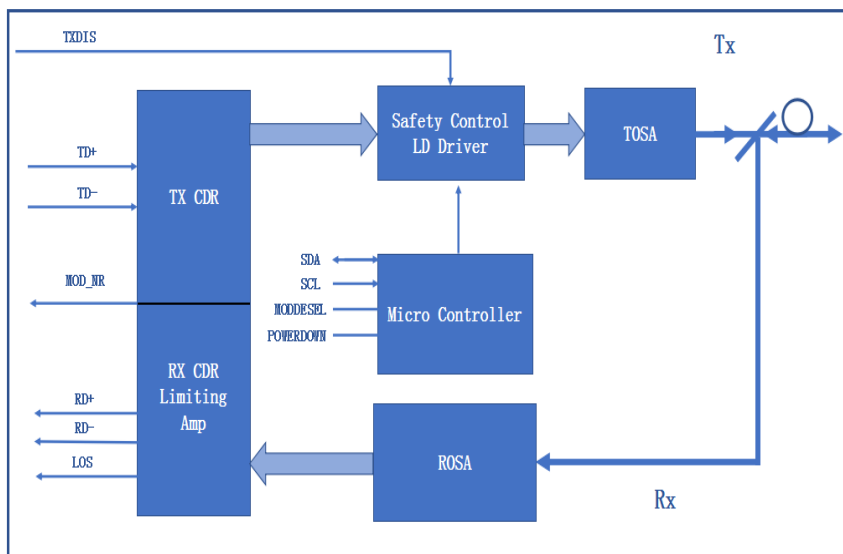 TXDIS
Tx
Safety Control
LD Driver
TOSA
TD+
TD-
TX CDR
MOD_NR
SDA
SCL
MODDESEL
POWERDOWN
Micro Controller
RX CDR
Limiting
Amp
RD+
RD-
LOS
ROSA
Rx